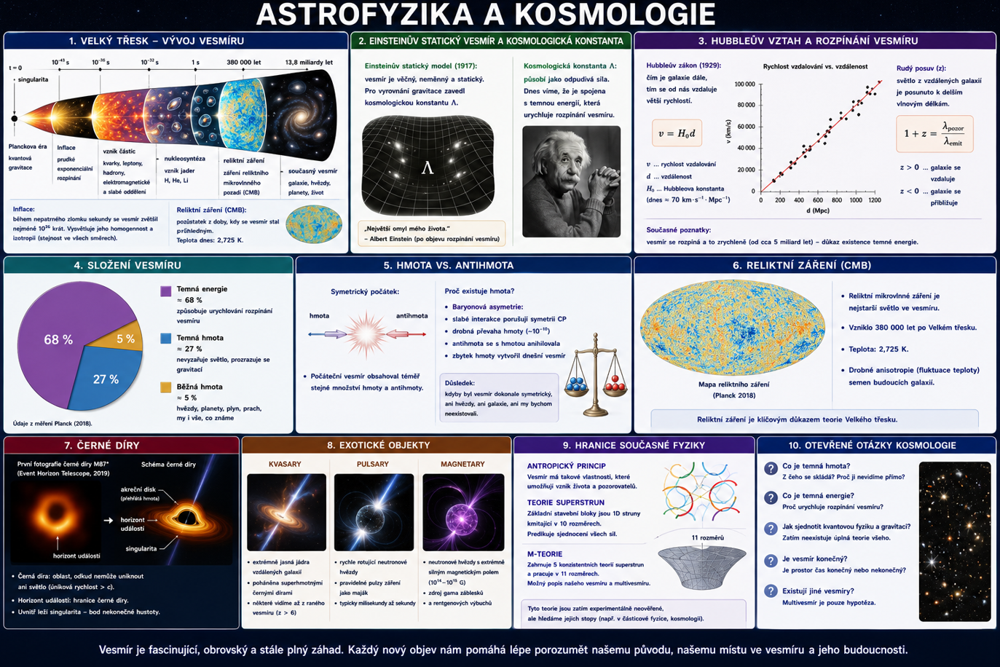 ASTROFYZIKA A KOSMOLOGIE
1. VELKÝ TŘESK – VÝVOJ VESMÍRU
t = 0
10⁻⁴³ s
10⁻³⁵ s
10⁻³² s
1 s
380 000 let
13,8 miliardy let
singularita
Planckova éra
kvantová
gravitace
Inflace
prudké
exponenciální
rozpínání
vznik částic
kvarky, leptony,
hadrony,
elektromagnetické
a slabé oddělení
nukleosyntéza
vznik jader
H, He, Li
reliktní záření
záření reliktního
mikrovlnného
pozadí (CMB)
současný vesmír
galaxie, hvězdy,
planety, život
Inflace:
během nepatrného zlomku sekundy se vesmír zvětšil
nejméně 10²⁶ krát. Vysvětluje jeho homogennost a
izotropii (stejnost ve všech směrech).
Reliktní záření (CMB):
pozůstatek z doby, kdy se vesmír stal
průhledným.
Teplota dnes: 2,725 K.
2. EINSTEINŮV STATICKÝ VESMÍR A KOSMOLOGICKÁ KONSTANTA
Einsteinův statický model (1917):
vesmír je věčný, neměnný a statický.
Pro vyrovnání gravitace zavedl
kosmologickou konstantu Λ.
Λ
„Největší omyl mého života.“
– Albert Einstein (po objevu rozpínání vesmíru)
Kosmologická konstanta Λ:
působí jako odpudivá síla.
Dnes víme, že je spojena
s temnou energií, která
urychluje rozpínání vesmíru.
3. HUBBLEŮV VZTAH A ROZPÍNÁNÍ VESMÍRU
Hubbleův zákon (1929):
čím je galaxie dále,
tím se od nás vzdaluje
větší rychlostí.
v = H₀d
v ... rychlost vzdalování
d ... vzdálenost
H₀ ... Hubbleova konstanta
(dnes ≈ 70 km·s⁻¹·Mpc⁻¹)
Rychlost vzdalování vs. vzdálenost
v (km/s)
100 000
80 000
60 000
40 000
20 000
0
0 200 400 600 800 1000 1200
d (Mpc)
Rudý posuv (z):
světlo z vzdálených galaxií
je posunuto k delším
vlnovým délkám.
1 + z = λpozor / λemit
z > 0 ... galaxie se
vzdaluje
z < 0 ... galaxie se
přibližuje
Současné poznatky:
vesmír se rozpíná a to zrychleně (od cca 5 miliard let) – důkaz existence temné energie.
4. SLOŽENÍ VESMÍRU
68 %
5 %
27 %
Temná energie
≈ 68 %
způsobuje urychlování rozpínání
vesmíru
Temná hmota
≈ 27 %
nevyzařuje světlo, prozrazuje se
gravitací
Běžná hmota
≈ 5 %
hvězdy, planety, plyn, prach,
my i vše, co známe
Údaje z měření Planck (2018).
5. HMOTA VS. ANTIHMOTA
Symetrický počátek:
hmota
antihmota
• Počáteční vesmír obsahoval téměř
stejné množství hmoty a antihmoty.
Proč existuje hmota?
• Baryonová asymetrie:
• slabé interakce porušují symetrii CP
• drobná převaha hmoty (~10⁻¹⁰)
• antihmota se s hmotou anihilovala
• zbytek hmoty vytvořil dnešní vesmír
Důsledek:
kdyby byl vesmír dokonale symetrický,
ani hvězdy, ani galaxie, ani my bychom
neexistovali.
6. RELIKTNÍ ZÁŘENÍ (CMB)
Mapa reliktního záření
(Planck 2018)
• Reliktní mikrovlnné záření je
nejstarší světlo ve vesmíru.
• Vzniklo 380 000 let po Velkém třesku.
• Teplota: 2,725 K.
• Drobné anisotropie (fluktuace teploty)
semen budoucích galaxií.
Reliktní záření je klíčovým důkazem teorie Velkého třesku.
7. ČERNÉ DÍRY
První fotografie černé díry M87*
(Event Horizon Telescope, 2019)
horizont události
Schéma černé díry
akreční disk
(přehřátá hmota)
horizont
události
singularita
• Černá díra: oblast, odkud nemůže uniknout
ani světlo (úniková rychlost > c).
• Horizont událostí: hranice černé díry.
• Uvnitř leží singularita – bod nekonečné hustoty.
8. EXOTICKÉ OBJEKTY
KVASARY
• extrémně jasná jádra
vzdálených galaxií
• poháněna superhmotnými
černými dírami
• některé vidíme až z raného
vesmíru (z > 6)
PULSARY
• rychle rotující neutronové
hvězdy
• pravidelné pulzy záření
jako maják
• typicky milisekundy až sekundy
MAGNETARY
• neutronové hvězdy s extrémně
silným magnetickým polem
(10¹⁴–10¹⁵ G)
• zdroj gama záblesků
• a rentgenových výbuchů
9. HRANICE SOUČASNÉ FYZIKY
ANTROPICKÝ PRINCIP
Vesmír má takové vlastnosti, které
umožňují vznik života a pozorovatelů.
TEORIE SUPERSTRUN
Základní stavební bloky jsou 1D struny
kmitající v 10 rozměrech.
Predikuje sjednocení všech sil.
M-TEORIE
Zahrnuje 5 konzistentních teorií superstrun
a pracuje v 11 rozměrech.
Možný popis našeho vesmíru a multivesmíru.
11 rozměrů
Tyto teorie jsou zatím experimentálně neověřené,
ale hledáme jejich stopy (např. v částicové fyzice, kosmologii).
10. OTEVŘENÉ OTÁZKY KOSMOLOGIE
? Co je temná hmota?
Z čeho se skládá? Proč ji nevidíme přímo?
? Co je temná energie?
Proč urychluje rozpínání vesmíru?
? Jak sjednotit kvantovou fyziku a gravitaci?
Zatím neexistuje úplná teorie všeho.
? Je vesmír konečný?
Je prostor čas konečný nebo nekonečný?
? Existují jiné vesmíry?
Multivesmír je pouze hypotéza.
Vesmír je fascinující, obrovský a stále plný záhad. Každý nový objev nám pomáhá lépe porozumět našemu původu, našemu místu ve vesmíru a jeho budoucnosti.